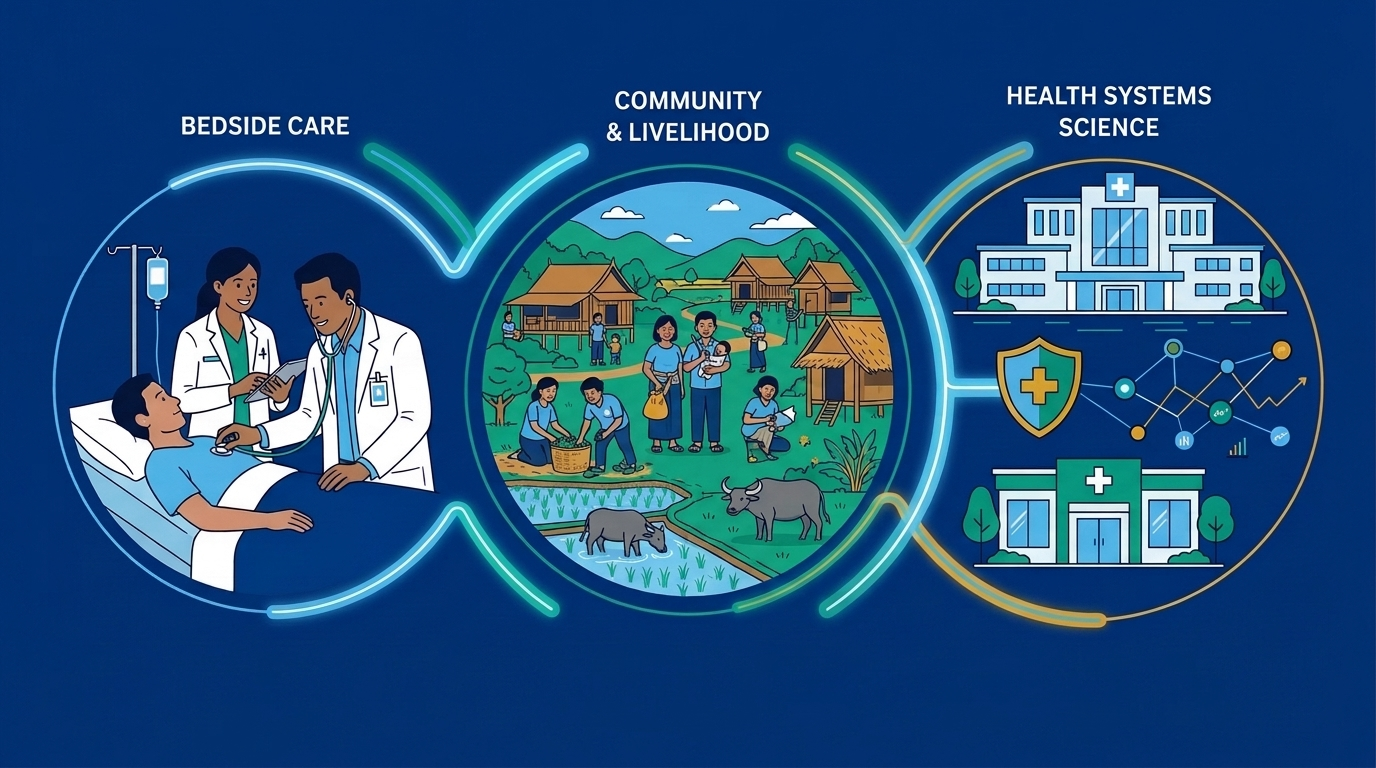 BEDSIDE CARE
COMMUNITY
& LIVELIHOOD
HEALTH SYSTEMS
SCIENCE